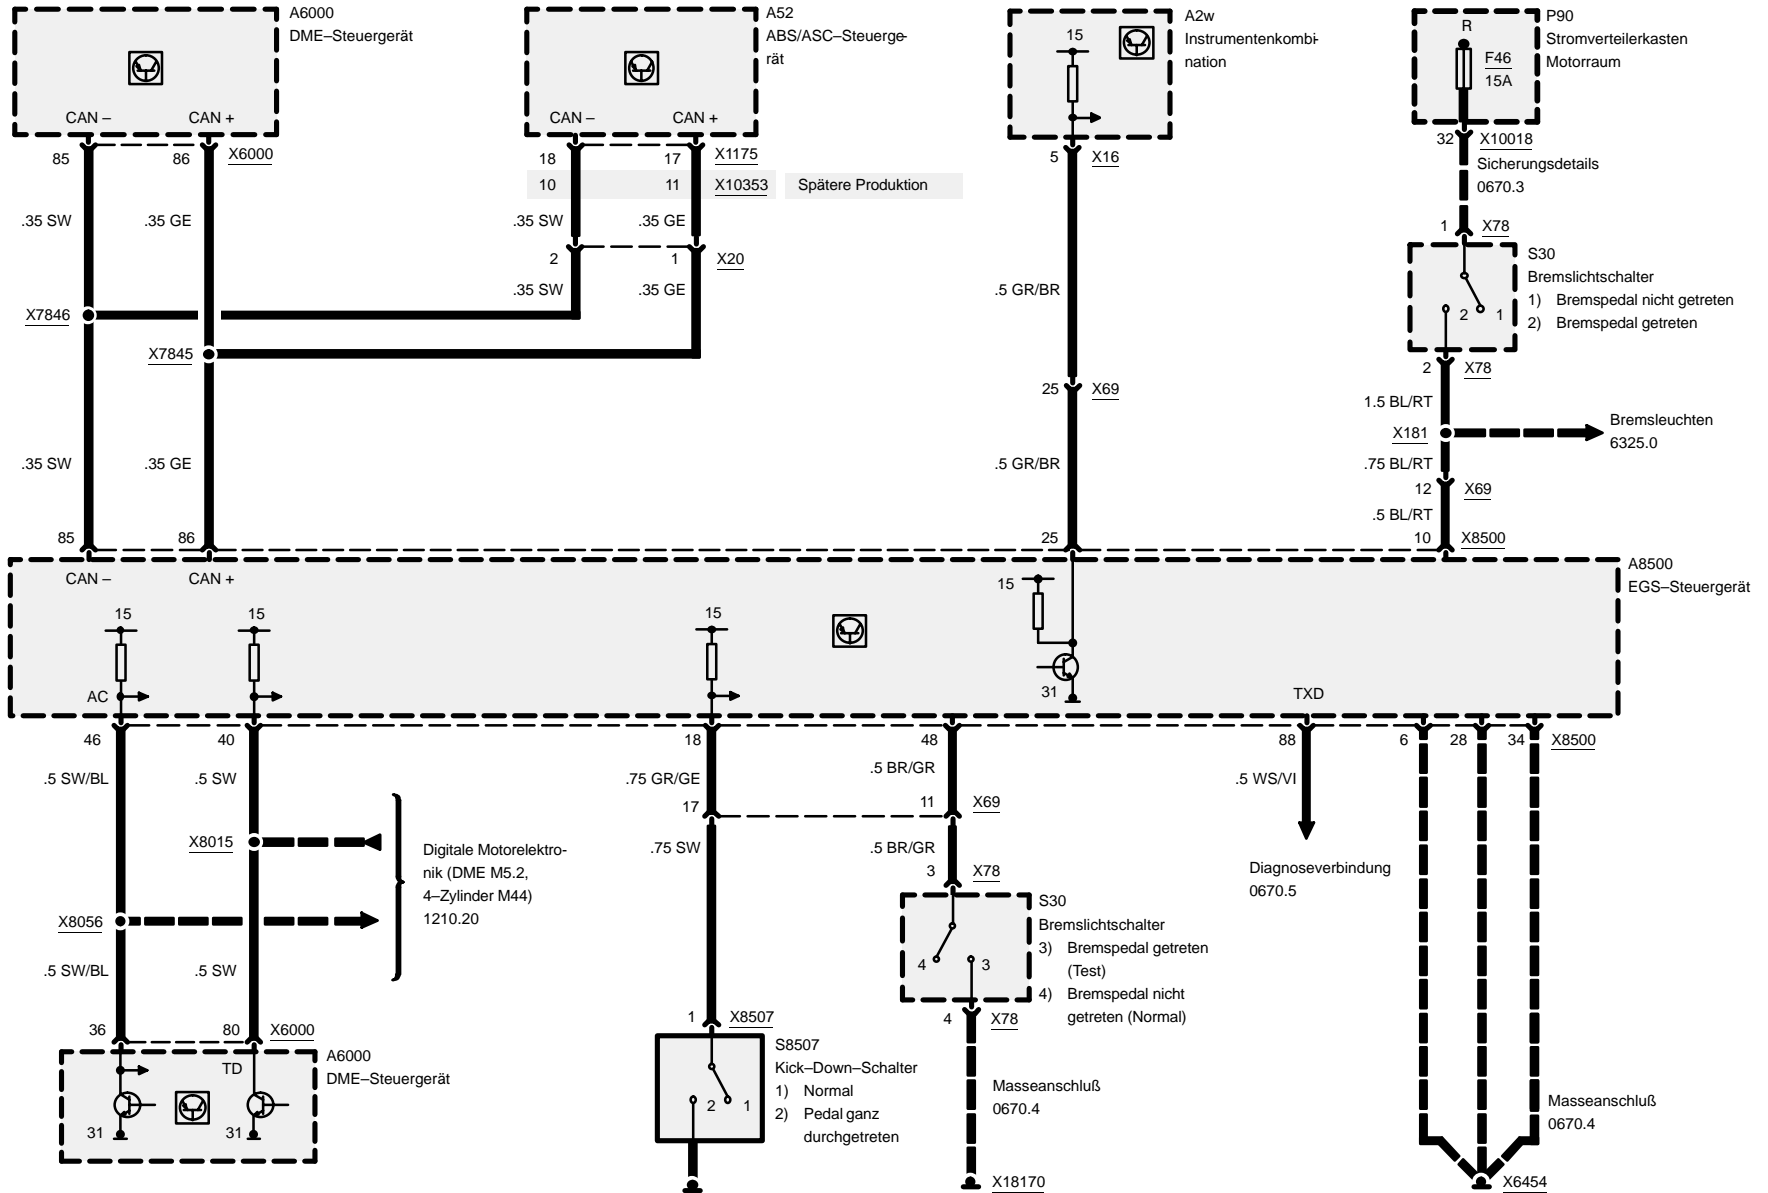 A6000
DME–Steuergerät
CAN –
CAN +
85
86
X6000
A52
ABS/ASC–Steuerge-
rät
CAN –
CAN +
18
17
X1175
10
11
X10353
Spätere Produktion
A2w
Instrumentenkombi-
nation
15
5
X16
P90
Stromverteilerkasten
Motorraum
R
F46
15A
32
X10018
Sicherungsdetails
0670.3
.35 SW
.35 GE
.35 SW
.35 GE
2
1
X20
.35 SW
.35 GE
.5 GR/BR
1
X78
S30
Bremslichtschalter
1) Bremspedal nicht getreten
2) Bremspedal getreten
2
1
X7846
X7845
2
X78
25
X69
1.5 BL/RT
X181
Bremsleuchten
6325.0
.35 SW
.35 GE
.5 GR/BR
.75 BL/RT
12
X69
.5 BL/RT
85
86
25
10
X8500
A8500
EGS–Steuergerät
CAN –
CAN +
15
15
15
15
AC
31
TXD
46
40
18
48
88
6
28
34
X8500
.5 SW/BL
.5 SW
.75 GR/GE
.5 BR/GR
.5 WS/VI
17
11
X69
X8015
.75 SW
.5 BR/GR
Digitale Motorelektro-
nik (DME M5.2,
4–Zylinder M44)
1210.20
3
X78
Diagnoseverbindung
0670.5
X8056
S30
Bremslichtschalter
3) Bremspedal getreten
(Test)
4) Bremspedal nicht
getreten (Normal)
4
3
.5 SW/BL
.5 SW
36
80
X6000
1
X8507
4
X78
A6000
DME–Steuergerät
TD
31
31
S8507
Kick–Down–Schalter
1) Normal
2) Pedal ganz
durchgetreten
2
1
Masseanschluß
0670.4
Masseanschluß
0670.4
X18170
X6454